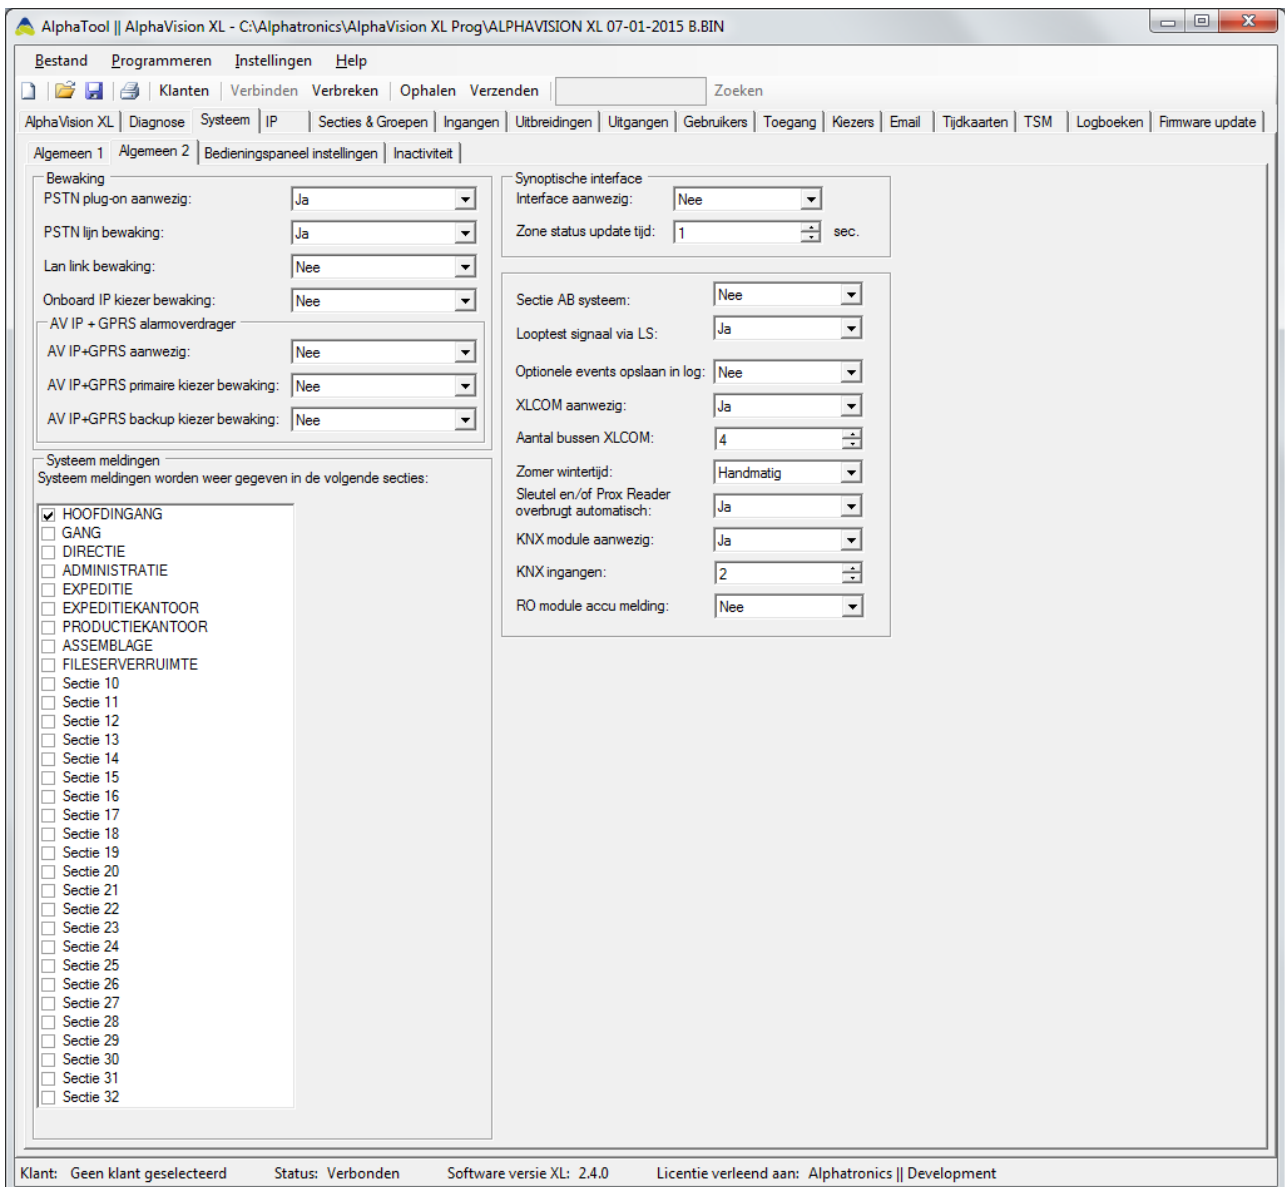 AlphaTool || AlphaVision XL - C:\Alphatronics\AlphaVision XL Prog\ALPHAVISION XL 07-01-2015 B.BIN
Bestand Programmeren Instellingen Help
Klanten Verbinden Verbreken Ophalen Verzenden Zoeken
AlphaVision XL Diagnose Systeem IP Secties & Groepen Ingangen Uitbreidingen Uitgangen Gebruikers Toegang Kiezers Email Tijdkaarten TSM Logboeken Firmware update
Algemeen 1 Algemeen 2 Bedieningspaneel instellingen Inactiviteit
Bewaking
PSTN plug-on aanwezig: Ja
PSTN lijn bewaking: Ja
Lan link bewaking: Nee
Onboard IP kiezer bewaking: Nee
AV IP + GPRS alarmoverdrager
AV IP+GPRS aanwezig: Nee
AV IP+GPRS primaire kiezer bewaking: Nee
AV IP+GPRS backup kiezer bewaking: Nee
Systeem meldingen
Systeem meldingen worden weer gegeven in de volgende secties:
HOOFDINGANG
GANG
DIRECTIE
ADMINISTRATIE
EXPEDITIE
EXPEDITIEKANTOOR
PRODUCTIEKANTOOR
ASSEMBLAGE
FILESERVERRUIMTE
Sectie 10
Sectie 11
Sectie 12
Sectie 13
Sectie 14
Sectie 15
Sectie 16
Sectie 17
Sectie 18
Sectie 19
Sectie 20
Sectie 21
Sectie 22
Sectie 23
Sectie 24
Sectie 25
Sectie 26
Sectie 27
Sectie 28
Sectie 29
Sectie 30
Sectie 31
Sectie 32
Synoptische interface
Interface aanwezig: Nee
Zone status update tijd: 1 sec.
Sectie AB systeem: Nee
Looptest signaal via LS: Ja
Optionele events opslaan in log: Nee
XLCOM aanwezig: Ja
Aantal bussen XLCOM: 4
Zomer wintertijd: Handmatig
Sleutel en/of Prox Reader
overbrugt automatisch: Ja
KNX module aanwezig: Ja
KNX ingangen: 2
RO module accu melding: Nee
Klant: Geen klant geselecteerd Status: Verbonden Software versie XL: 2.4.0 Licentie verleend aan: Alphatronics || Development